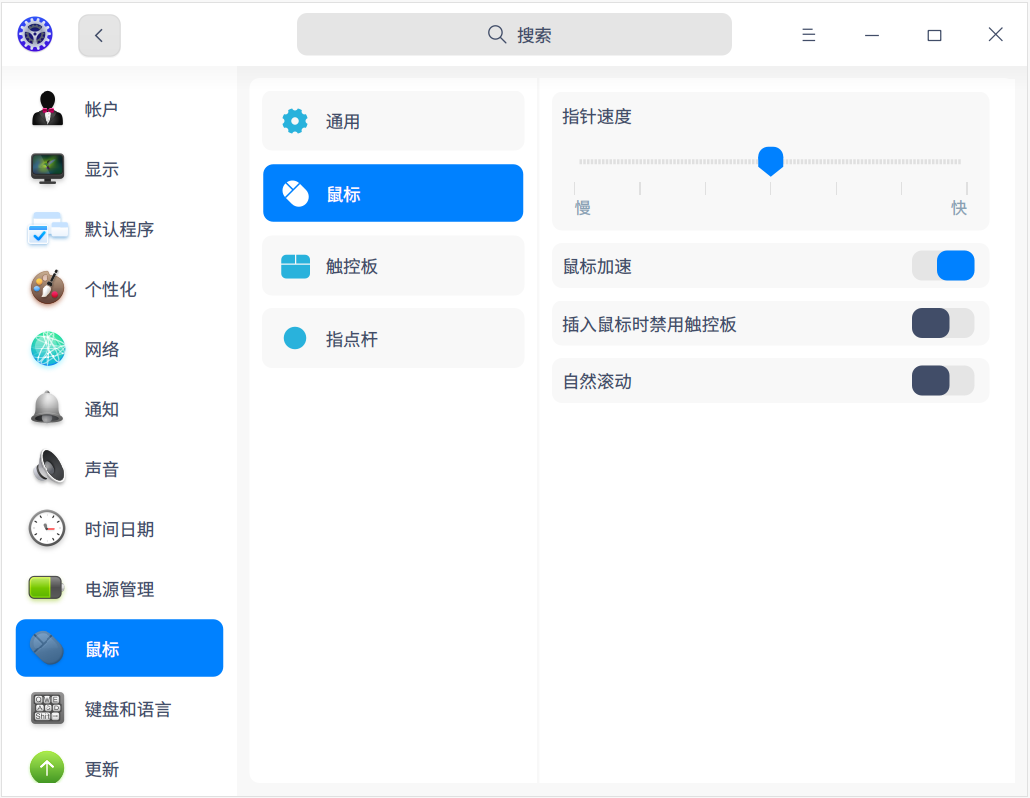 搜索
帐户
显示
默认程序
个性化
网络
通知
声音
时间日期
电源管理
鼠标
键盘和语言
更新
通用
鼠标
触控板
指点杆
指针速度
慢 快
鼠标加速
插入鼠标时禁用触控板
自然滚动